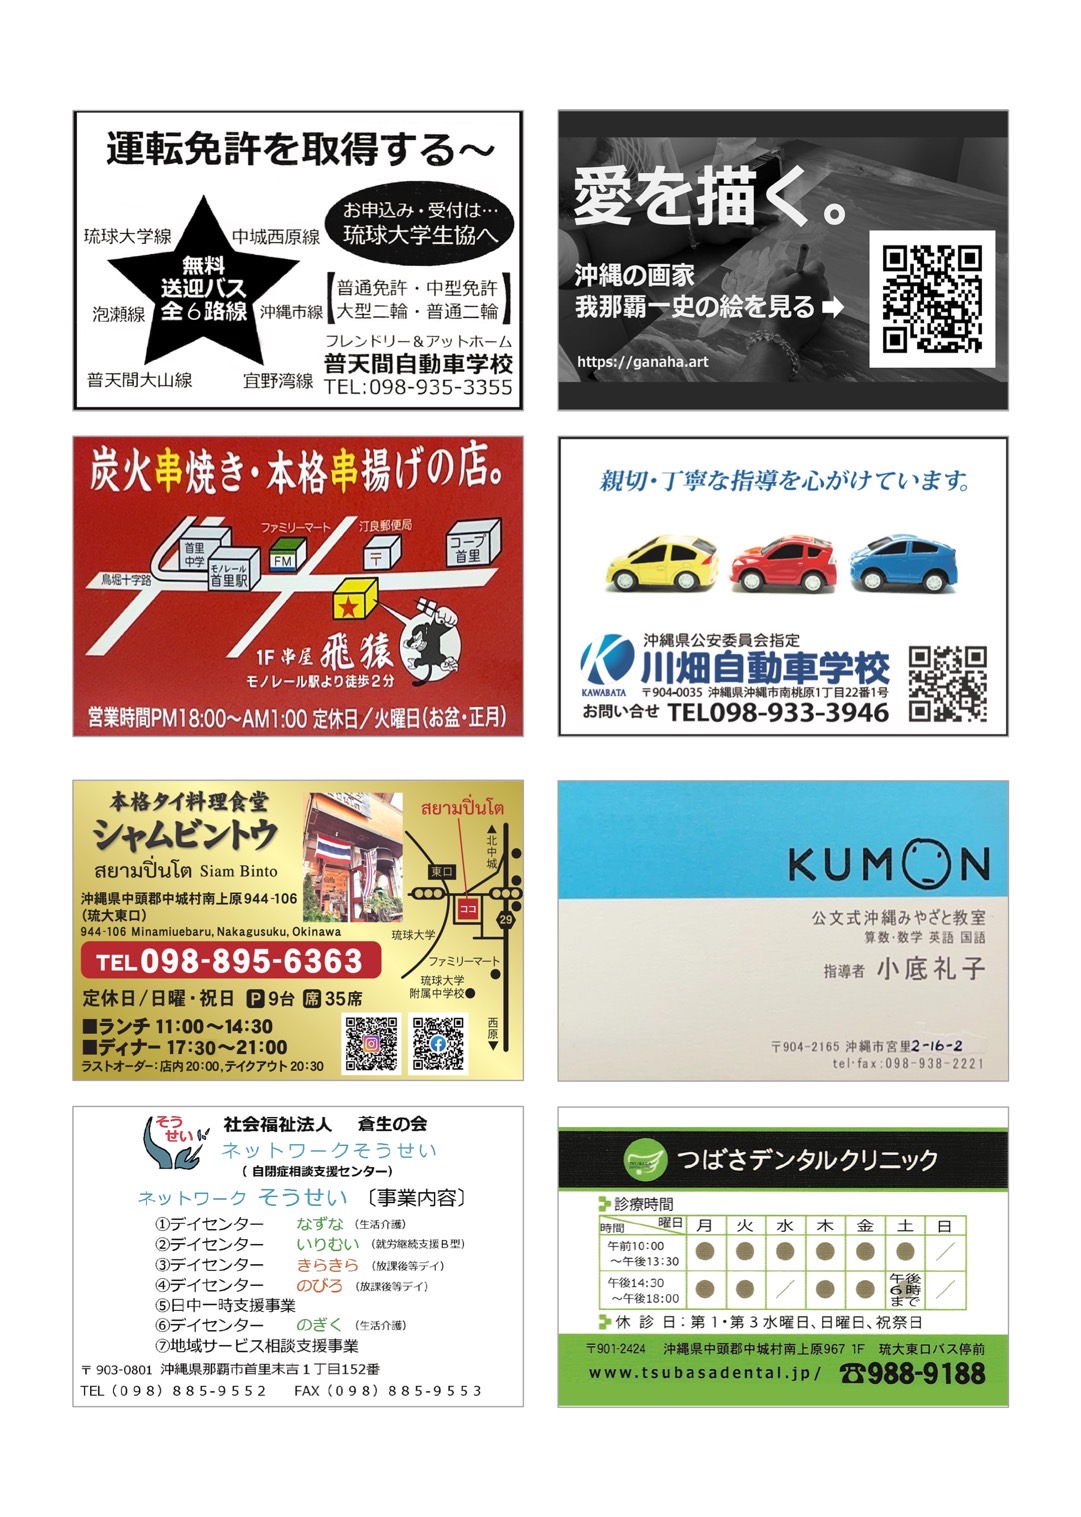 運転免許を取得する～
琉球大学線
中城西原線
泡瀬線
沖縄市線
普天間大山線
宜野湾線
無料
送迎バス
全6路線
お申込み・受付は…
琉球大学生協へ
普通免許・中型免許
大型二輪・普通二輪
フレンドリー＆アットホーム
普天間自動車学校
TEL:098-935-3355
愛を描く。
沖縄の画家
我那覇一史の絵を見る➡
https://ganaha.art
炭火串焼き・本格串揚げの店。
ファミリーマート
汀良郵便局
首里中学
モノレール首里駅
FM
〒
コープ首里
鳥堀十字路
1F 串屋 飛猿
モノレール駅より徒歩2分
営業時間PM18:00〜AM1:00 定休日／火曜日(お盆・正月)
親切・丁寧な指導を心がけています。
KAWABATA
沖縄県公安委員会指定
川畑自動車学校
〒904-0035 沖縄県沖縄市南桃原1丁目22番1号
お問い合せ TEL098-933-3946
本格タイ料理食堂
シャムビントウ
สยามปิ่นโต Siam Binto
沖縄県中頭郡中城村南上原944-106
（琉大東口）
944-106 Minamiuebaru, Nakagusuku, Okinawa
TEL098-895-6363
定休日/日曜・祝日 P9台 席35席
■ランチ 11:00〜14:30
■ディナー 17:30〜21:00
ラストオーダー：店内20:00,テイクアウト20:30
สยามปิ่นโต
▲北中城
東口
ココ
29
琉球大学
ファミリーマート
琉球大学
附属中学校
西原▼
KUMON
公文式沖縄みやざと教室
算数・数学 英語 国語
指導者 小底礼子
〒904-2165 沖縄市宮里2-16-2
tel・fax:098-938-2221
そうせい
社会福祉法人 蒼生の会
ネットワークそうせい
（自閉症相談支援センター）
ネットワーク そうせい 〔事業内容〕
①デイセンター なずな（生活介護）
②デイセンター いりむい（就労継続支援B型）
③デイセンター きらきら（放課後等デイ）
④デイセンター のびろ（放課後等デイ）
⑤日中一時支援事業
⑥デイセンター のぎく（生活介護）
⑦地域サービス相談支援事業
〒903-0801 沖縄県那覇市首里末吉1丁目152番
TEL（098）885-9552 FAX（098）885-9553
つばさデンタルクリニック
診療時間
時間 曜日 月 火 水 木 金 土 日
午前10:00〜午後13:30 ● ● ● ● ● ● ／
午後14:30〜午後18:00 ● ● ／ ● ● 午後6時まで ／
休診日：第1・第3水曜日、日曜日、祝祭日
〒901-2424 沖縄県中頭郡中城村南上原967 1F 琉大東口バス停前
www.tsubasadental.jp/ ☎988-9188